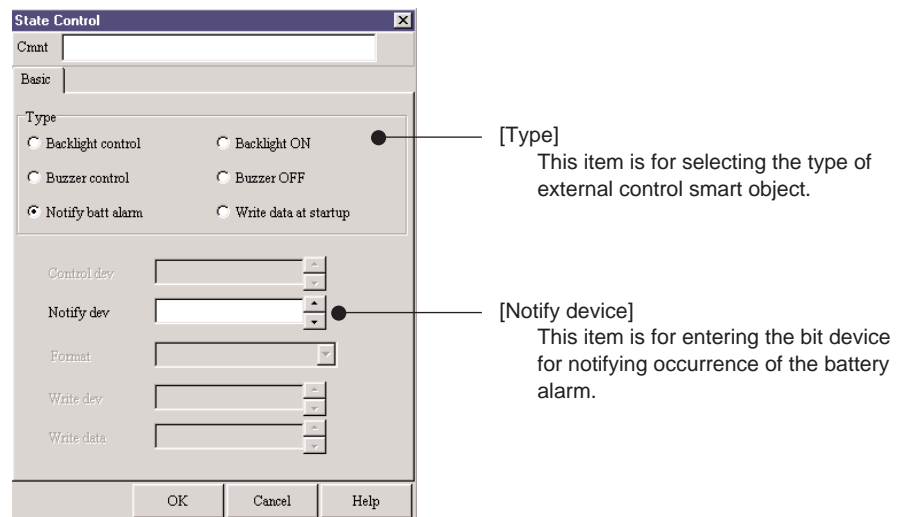 State Control
Cmnt
Basic
Type
Backlight control
Backlight ON
Buzzer control
Buzzer OFF
Notify batt alarm
Write data at startup
Control dev
Notify dev
Format
Write dev
Write data
OK
Cancel
Help
[Type]
This item is for selecting the type of
external control smart object.
[Notify device]
This item is for entering the bit device
for notifying occurrence of the battery
alarm.